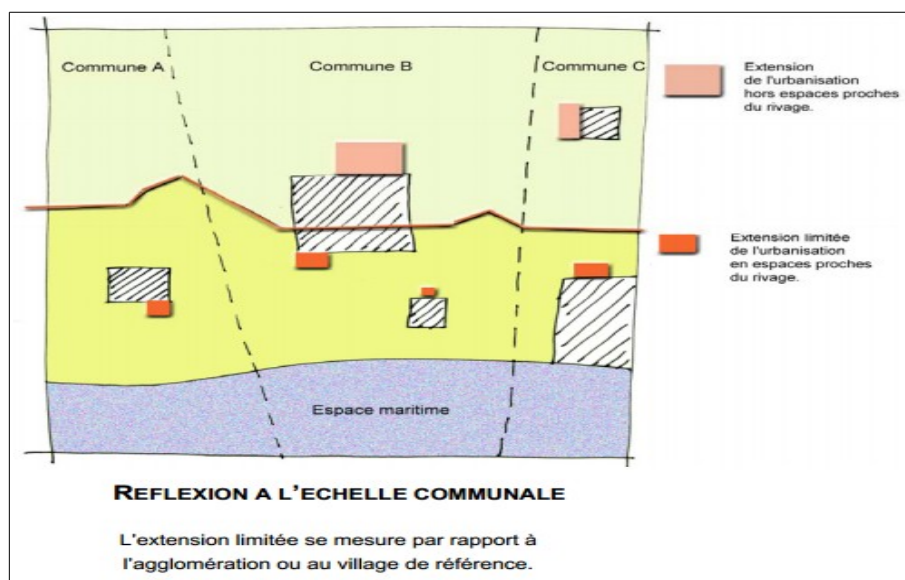 Commune A
Commune B
Commune C
Extension
de l'urbanisation
hors espaces proches
du rivage.
Extension limitée
de l'urbanisation
en espaces proches
du rivage.
Espace maritime
REFLEXION A L'ECHELLE COMMUNALE
L'extension limitée se mesure par rapport à
l'agglomération ou au village de référence.